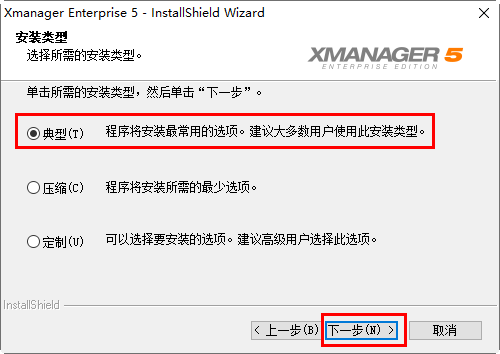 Xmanager Enterprise 5 - InstallShield Wizard
安装类型
选择所需的安装类型。
XMANAGER 5
ENTERPRISE EDITION
单击所需的安装类型，然后单击“下一步”。
典型(T) 程序将安装最常用的选项。建议大多数用户使用此安装类型。
压缩(C) 程序将安装所需的最少选项。
定制(U) 可以选择要安装的选项。建议高级用户选择此选项。
InstallShield
< 上一步(B) 下一步(N) > 取消